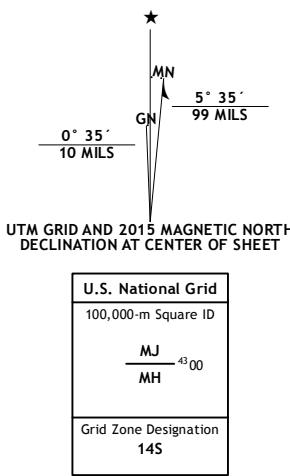 ★
MN
GN
5° 35´
99 MILS
0° 35´
10 MILS
UTM GRID AND 2015 MAGNETIC NORTH
DECLINATION AT CENTER OF SHEET
U.S. National Grid
100,000-m Square ID
MJ
4300
MH
Grid Zone Designation
14S